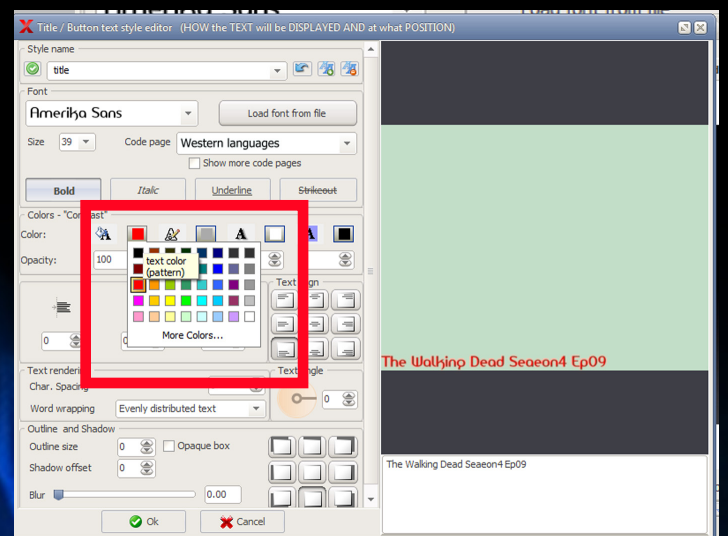 Title / Button text style editor (HOW the TEXT will be DISPLAYED AND at what POSITION)
Style name
title
Font
Amerika Sans
Load font from file
Size
39
Code page
Western languages
Show more code pages
Bold
Italic
Underline
Strikeout
Colors - "Contrast"
Color:
Opacity:
100
text color
(pattern)
More Colors...
0
Text rendering
Char. Spacing
Word wrapping
Evenly distributed text
0
Outline and Shadow
Outline size
0
Opaque box
Shadow offset
0
Blur
0.00
Ok
Cancel
The Walking Dead Seaeon4 Ep09
The Walking Dead Seaeon4 Ep09